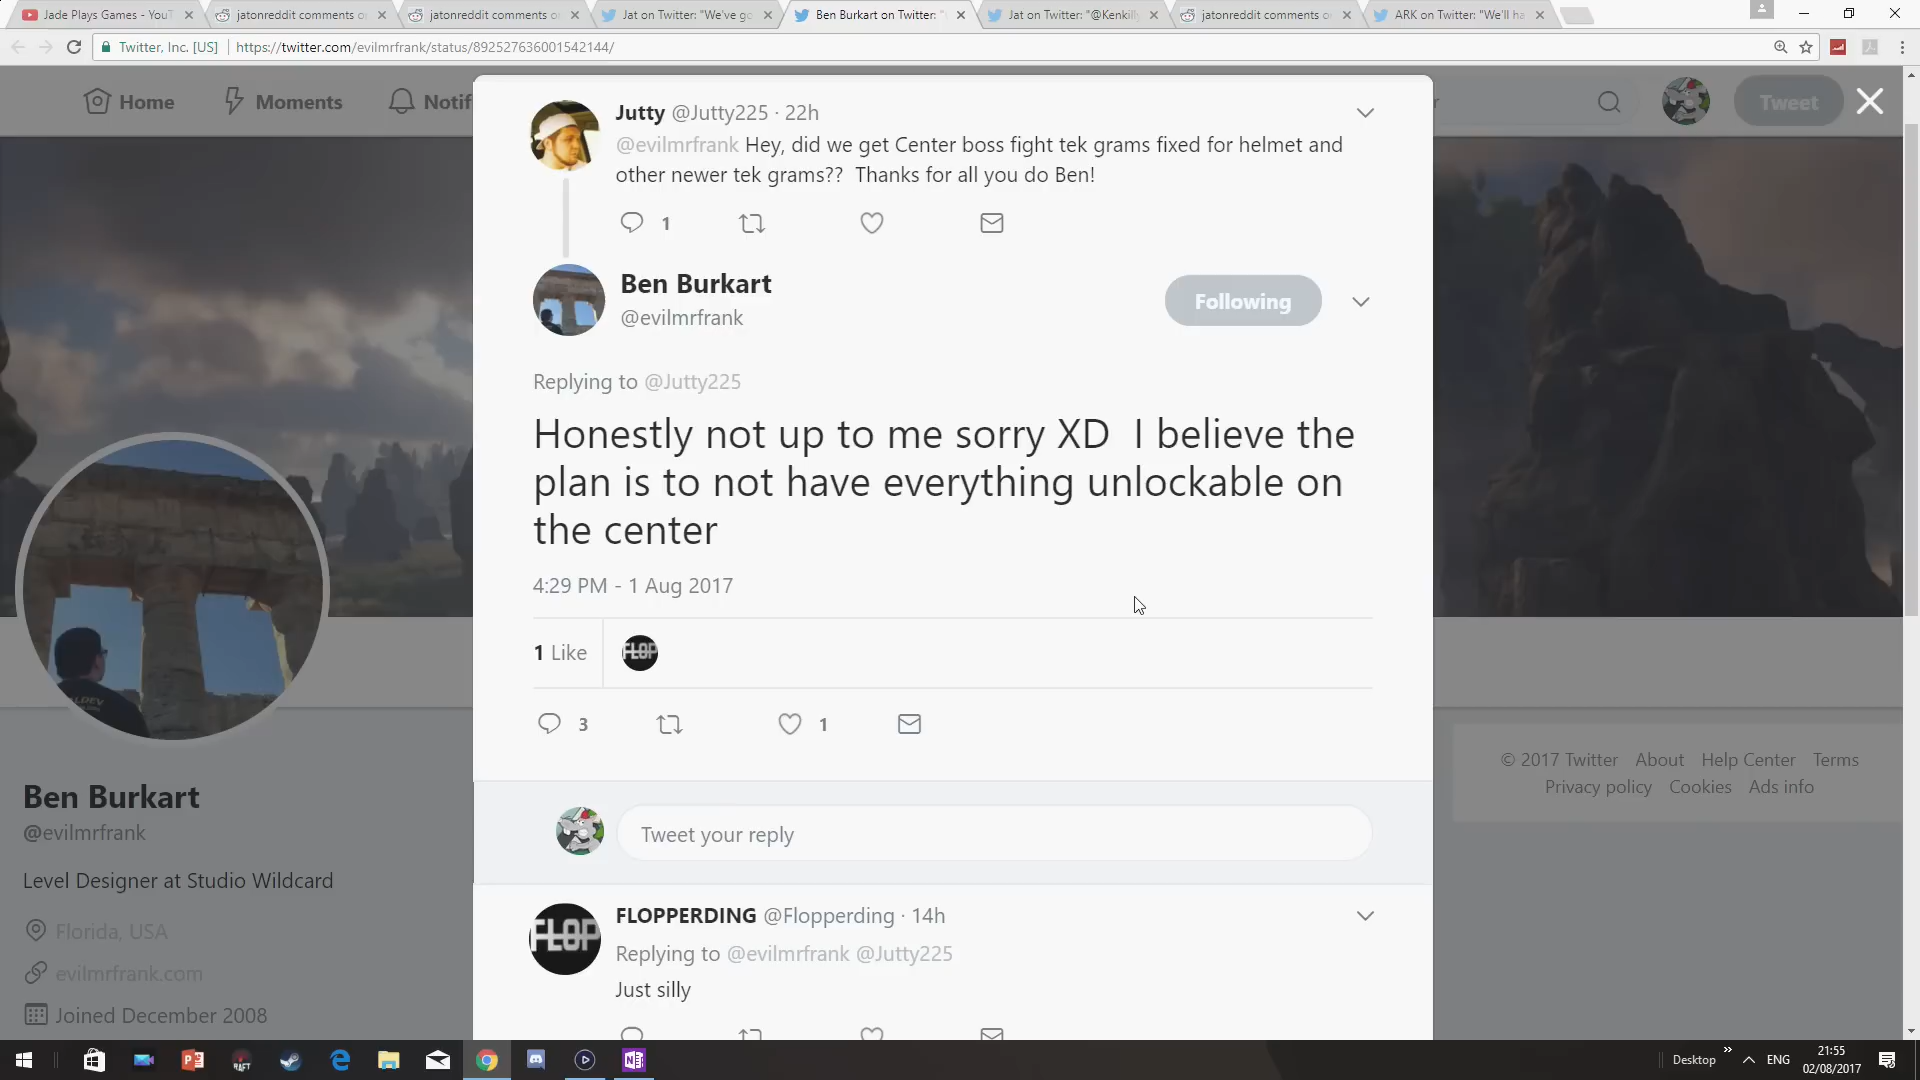 Jade Plays Games - YouT
jatonreddit comments o
jatonreddit comments o
Jat on Twitter: "We've go
Ben Burkart on Twitter: "
Jat on Twitter: "@Kenkill
jatonreddit comments o
ARK on Twitter: "We'll ha
Twitter, Inc. [US]
https://twitter.com/evilmrfrank/status/892527636001542144/
Home
Moments
Notif
Tweet
Jutty @Jutty225 · 22h
@evilmrfrank Hey, did we get Center boss fight tek grams fixed for helmet and
other newer tek grams?? Thanks for all you do Ben!
1
Ben Burkart
@evilmrfrank
Following
Replying to @Jutty225
Honestly not up to me sorry XD I believe the
plan is to not have everything unlockable on
the center
4:29 PM - 1 Aug 2017
1 Like
FLOP
3
1
Tweet your reply
FLOPPERDING @Flopperding · 14h
FLOP
Replying to @evilmrfrank @Jutty225
Just silly
Ben Burkart
@evilmrfrank
Level Designer at Studio Wildcard
Florida, USA
evilmrfrank.com
Joined December 2008
© 2017 Twitter About Help Center Terms
Privacy policy Cookies Ads info
Desktop
ENG
21:55
02/08/2017